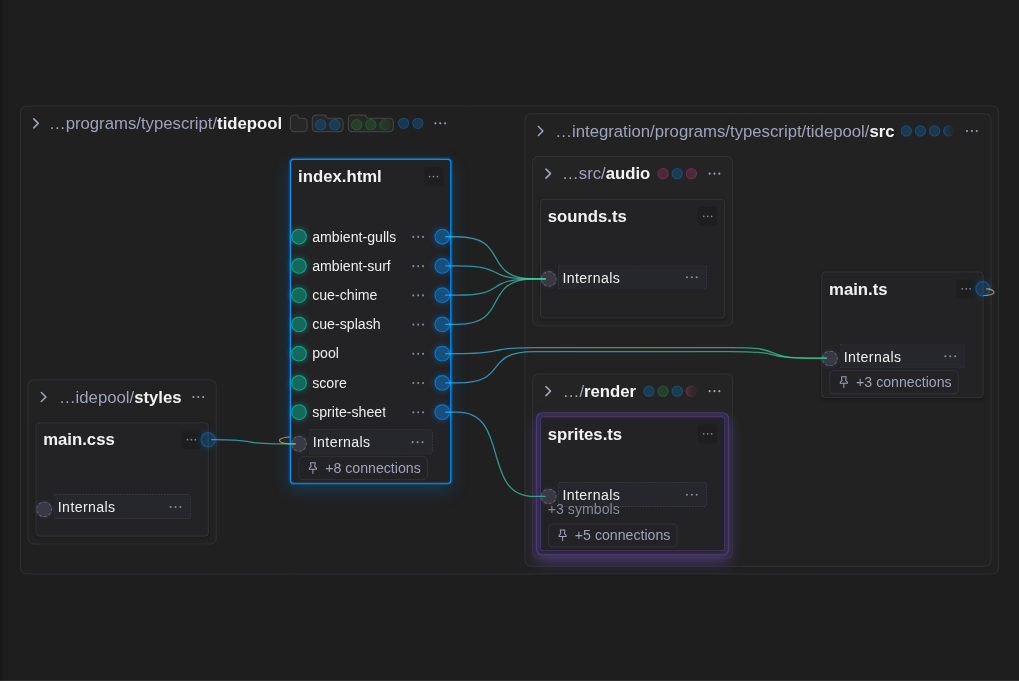 …programs/typescript/tidepool ...
…integration/programs/typescript/tidepool/src ...
index.html ...
ambient-gulls ...
ambient-surf ...
cue-chime ...
cue-splash ...
pool ...
score ...
sprite-sheet ...
Internals ...
+8 connections
…idepool/styles ...
main.css ...
Internals ...
…src/audio ...
sounds.ts ...
Internals ...
…/render ...
sprites.ts ...
Internals ...
+3 symbols
+5 connections
main.ts ...
Internals ...
+3 connections